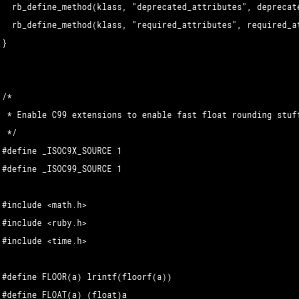 rb_define_method(klass, "deprecated_attributes", deprecate
rb_define_method(klass, "required_attributes", required_at
}
/*
* Enable C99 extensions to enable fast float rounding stuff
*/
#define _ISOC9X_SOURCE 1
#define _ISOC99_SOURCE 1
#include <math.h>
#include <ruby.h>
#include <time.h>
#define FLOOR(a) lrintf(floorf(a))
#define FLOAT(a) (float)a